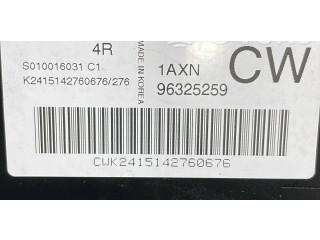 4R
S010016031 C1
K2415142760676/276
MADE IN KOREA
1AXN
96325259
CW
CWK2415142760676